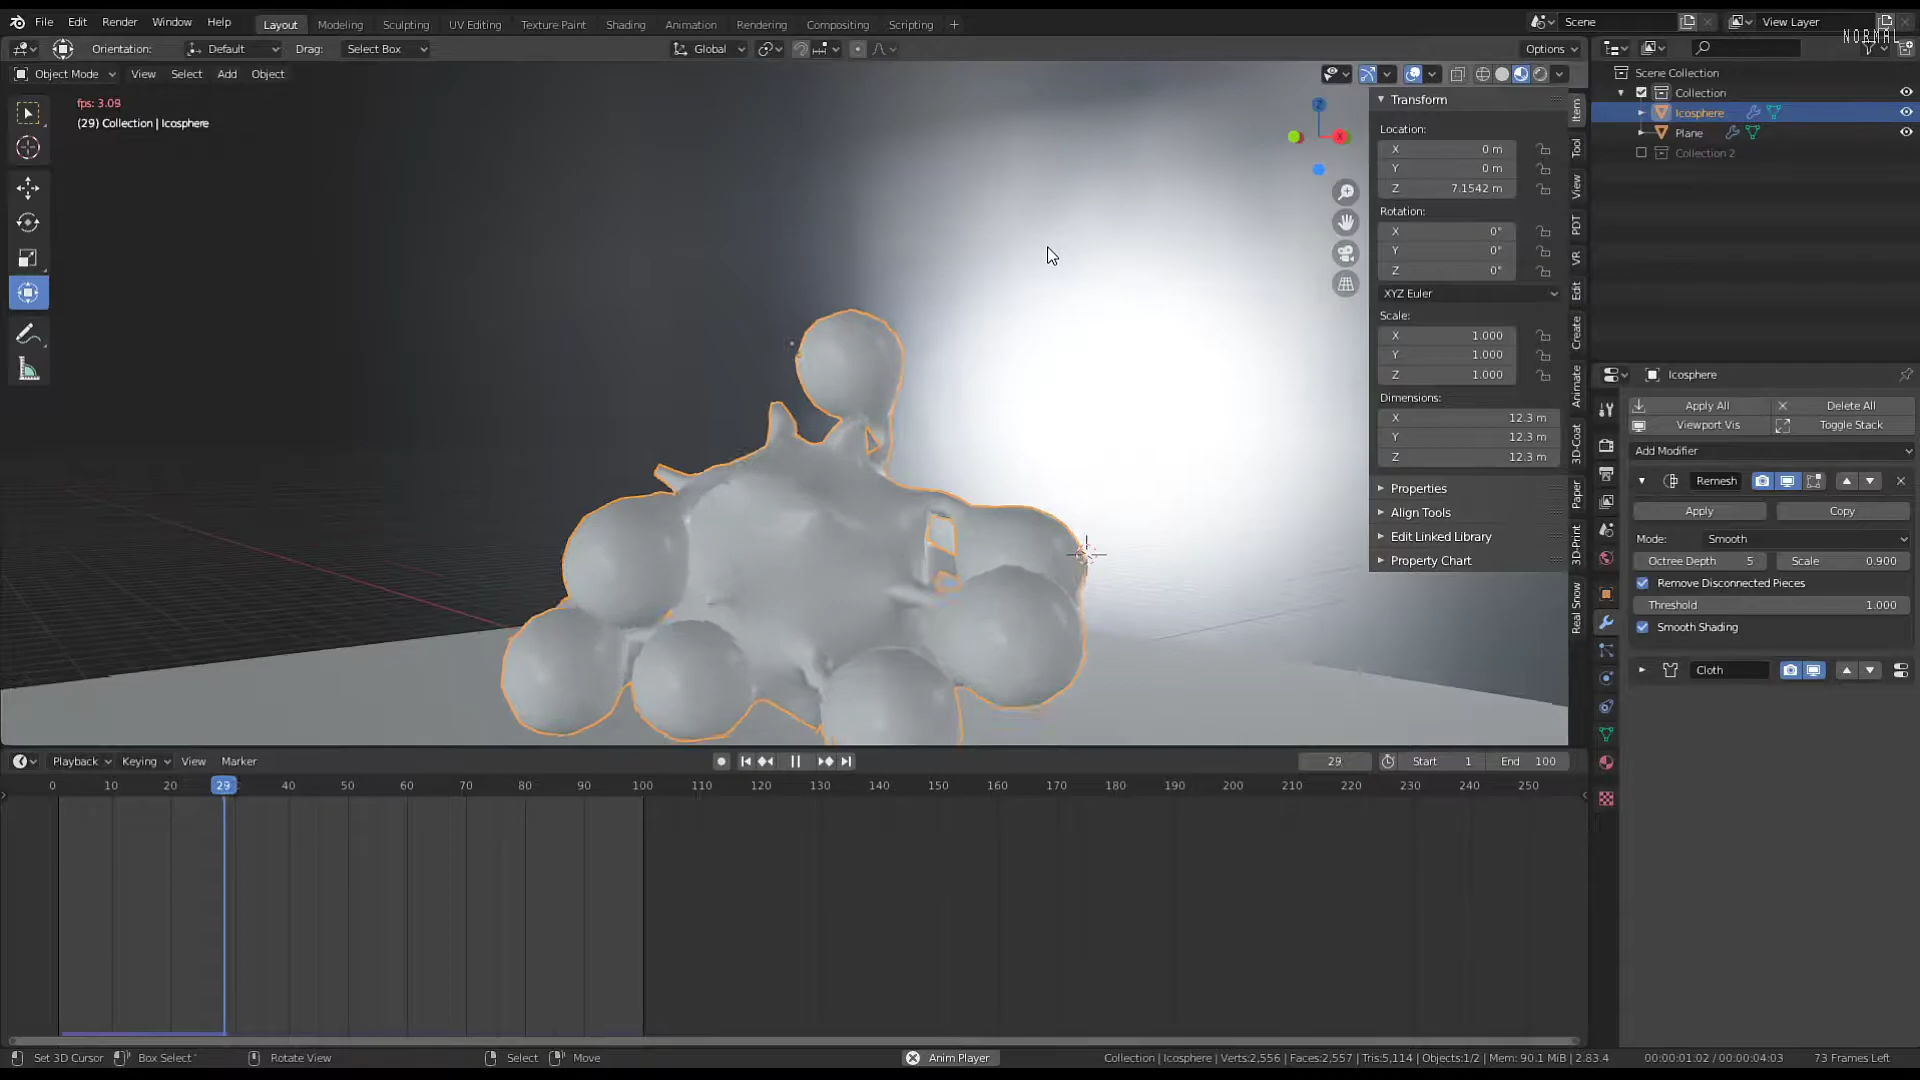 File Edit Render Window Help Layout Modeling Sculpting UV Editing Texture Paint Shading Animation Rendering Compositing Scripting + Scene View Layer
NORMAL
Orientation: Default Drag: Select Box Global Options
Object Mode View Select Add Object
fps: 3.09
(29) Collection | Icosphere
Z
X
Transform
Location:
X 0 m
Y 0 m
Z 7.1542 m
Rotation:
X 0°
Y 0°
Z 0°
XYZ Euler
Scale:
X 1.000
Y 1.000
Z 1.000
Dimensions:
X 12.3 m
Y 12.3 m
Z 12.3 m
Properties
Align Tools
Edit Linked Library
Property Chart
Item
Tool
View
PDT
VR
Edit
Create
Animate
3D-Coat
Paper
3D-Print
Real Snow
Scene Collection
Collection
Icosphere
Plane
Collection 2
Icosphere
Apply All Delete All
Viewport Vis Toggle Stack
Add Modifier
Remesh
Apply Copy
Mode: Smooth
Octree Depth 5 Scale 0.900
Remove Disconnected Pieces
Threshold 1.000
Smooth Shading
Cloth
Playback Keying View Marker 29 Start 1 End 100
0 10 20 29 40 50 60 70 80 90 100 110 120 130 140 150 160 170 180 190 200 210 220 230 240 250
Set 3D Cursor Box Select Rotate View Select Move Anim Player Collection | Icosphere | Verts:2,556 | Faces:2,557 | Tris:5,114 | Objects:1/2 | Mem: 90.1 MiB | 2.83.4 00:00:01:02 / 00:00:04:03 73 Frames Left